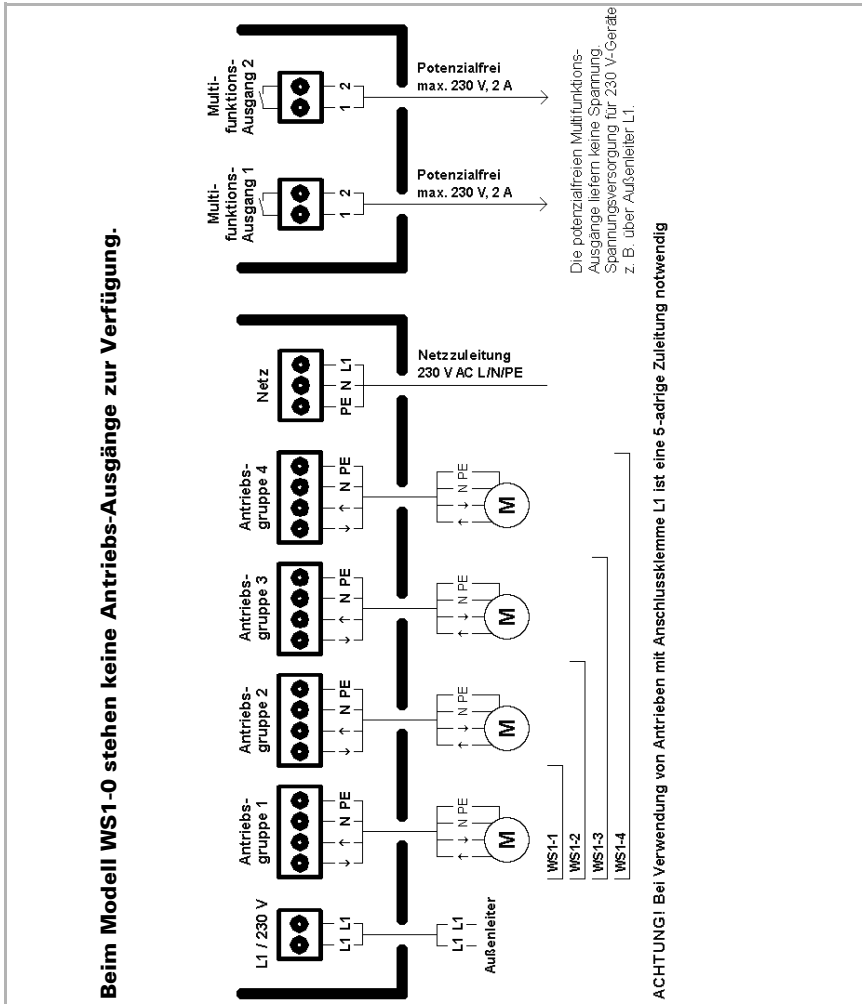 Beim Modell WS1-0 stehen keine Antriebs-Ausgänge zur Verfügung.
L1 / 230 V
L1 L1
L1 L1
Außenleiter
Antriebs-
gruppe 1
↓ ↑ N PE
↑ ↓ N PE
M
Antriebs-
gruppe 2
↓ ↑ N PE
↑ ↓ N PE
M
Antriebs-
gruppe 3
↓ ↑ N PE
↑ ↓ N PE
M
Antriebs-
gruppe 4
↓ ↑ N PE
↑ ↓ N PE
M
Netz
PE N L1
Netzzuleitung
230 V AC L/N/PE
Multi-
funktions-
Ausgang 1
1 2
Potenzialfrei
max. 230 V, 2 A
Multi-
funktions-
Ausgang 2
1 2
Potenzialfrei
max. 230 V, 2 A
WS1-1
WS1-2
WS1-3
WS1-4
Die potenzialfreien Multifunktions-
Ausgänge liefern keine Spannung.
Spannungsversorgung für 230 V-Geräte
z. B. über Außenleiter L1.
ACHTUNG! Bei Verwendung von Antrieben mit Anschlussklemme L1 ist eine 5-adrige Zuleitung notwendig